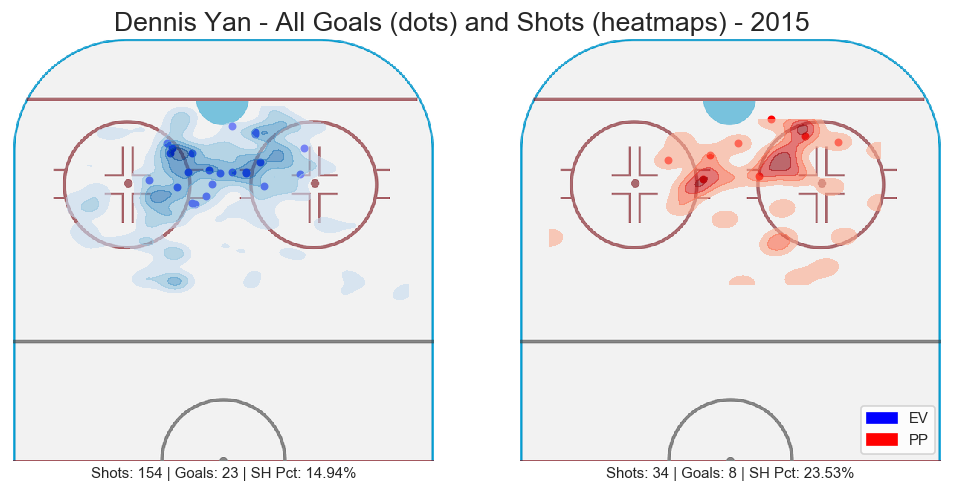 Dennis Yan - All Goals (dots) and Shots (heatmaps) - 2015
EV
PP
Shots: 154 | Goals: 23 | SH Pct: 14.94%
Shots: 34 | Goals: 8 | SH Pct: 23.53%